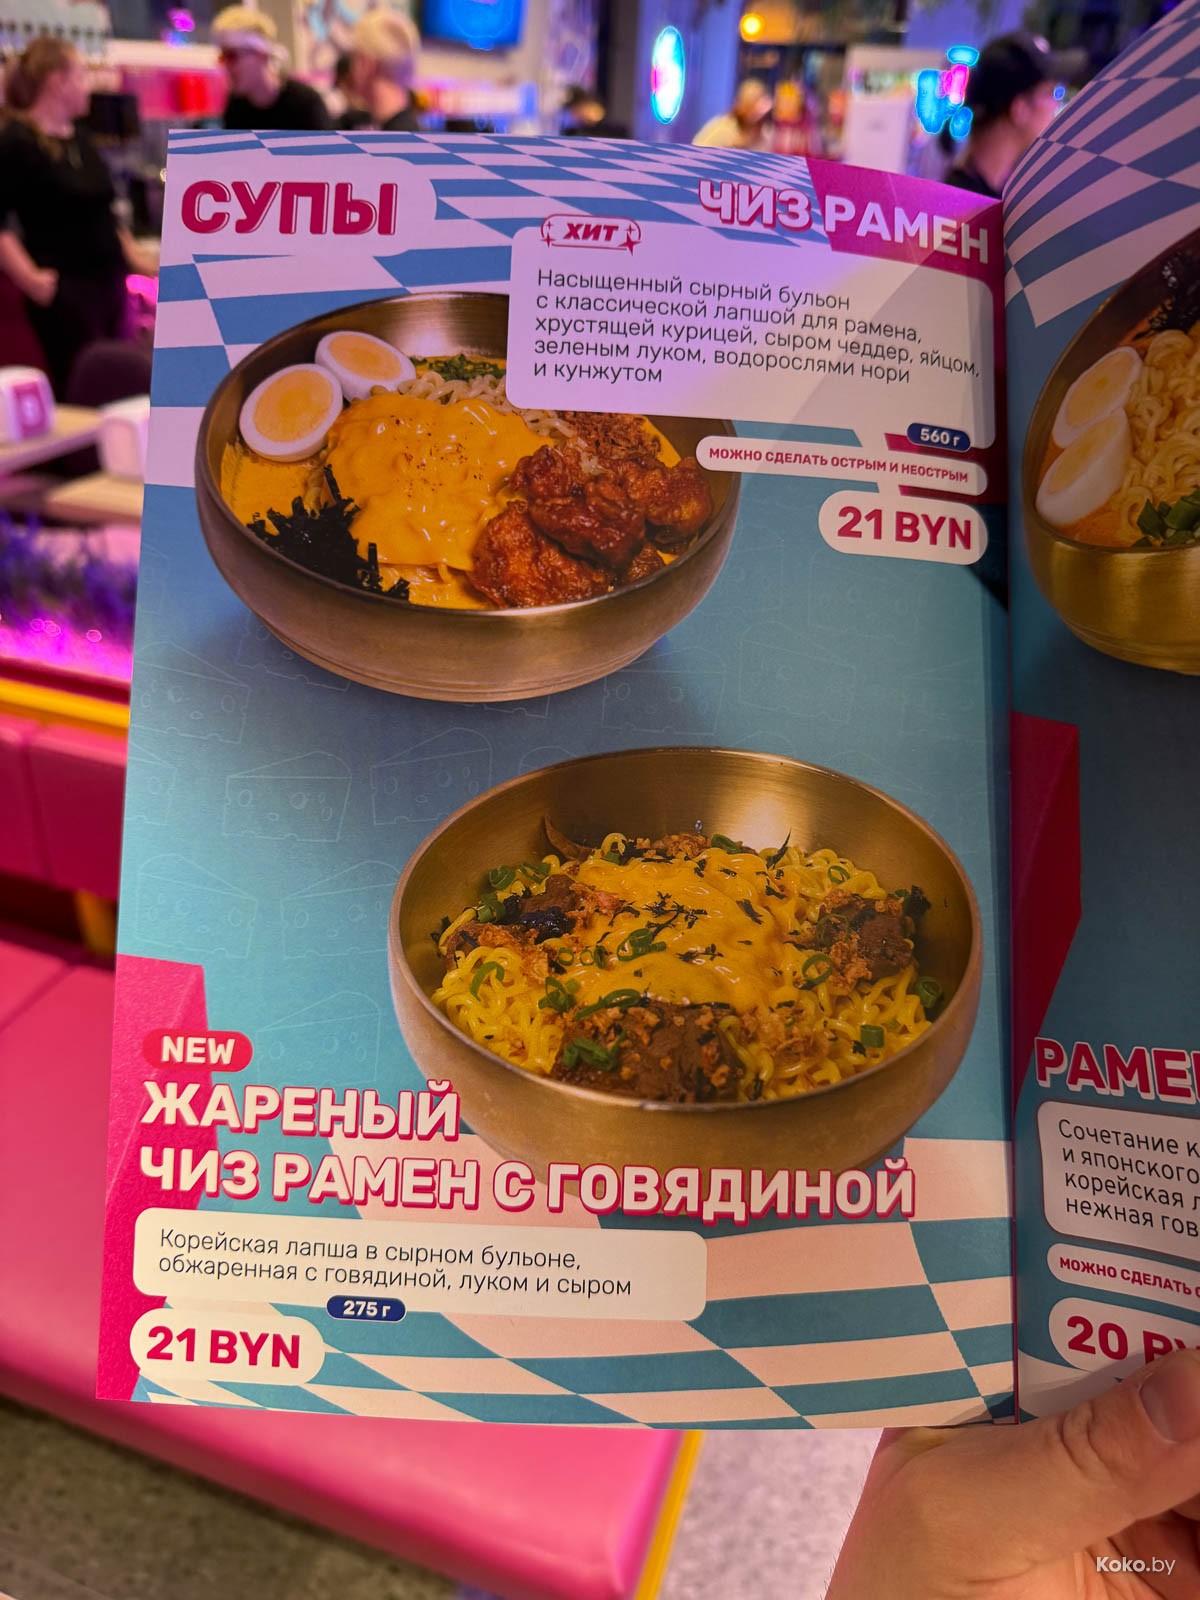 СУПЫ
ЧИЗ РАМЕН
ХИТ
Насыщенный сырный бульон
с классической лапшой для рамена,
хрустящей курицей, сыром чеддер, яйцом,
зеленым луком, водорослями нори
и кунжутом
560 г
МОЖНО СДЕЛАТЬ ОСТРЫМ И НЕОСТРЫМ
21 BYN
NEW
ЖАРЕНЫЙ
ЧИЗ РАМЕН С ГОВЯДИНОЙ
Корейская лапша в сырном бульоне,
обжаренная с говядиной, луком и сыром
275 г
21 BYN
Сочетание
и японского
корейская
нежная
МОЖНО СДЕЛАТЬ
20
Koko.by